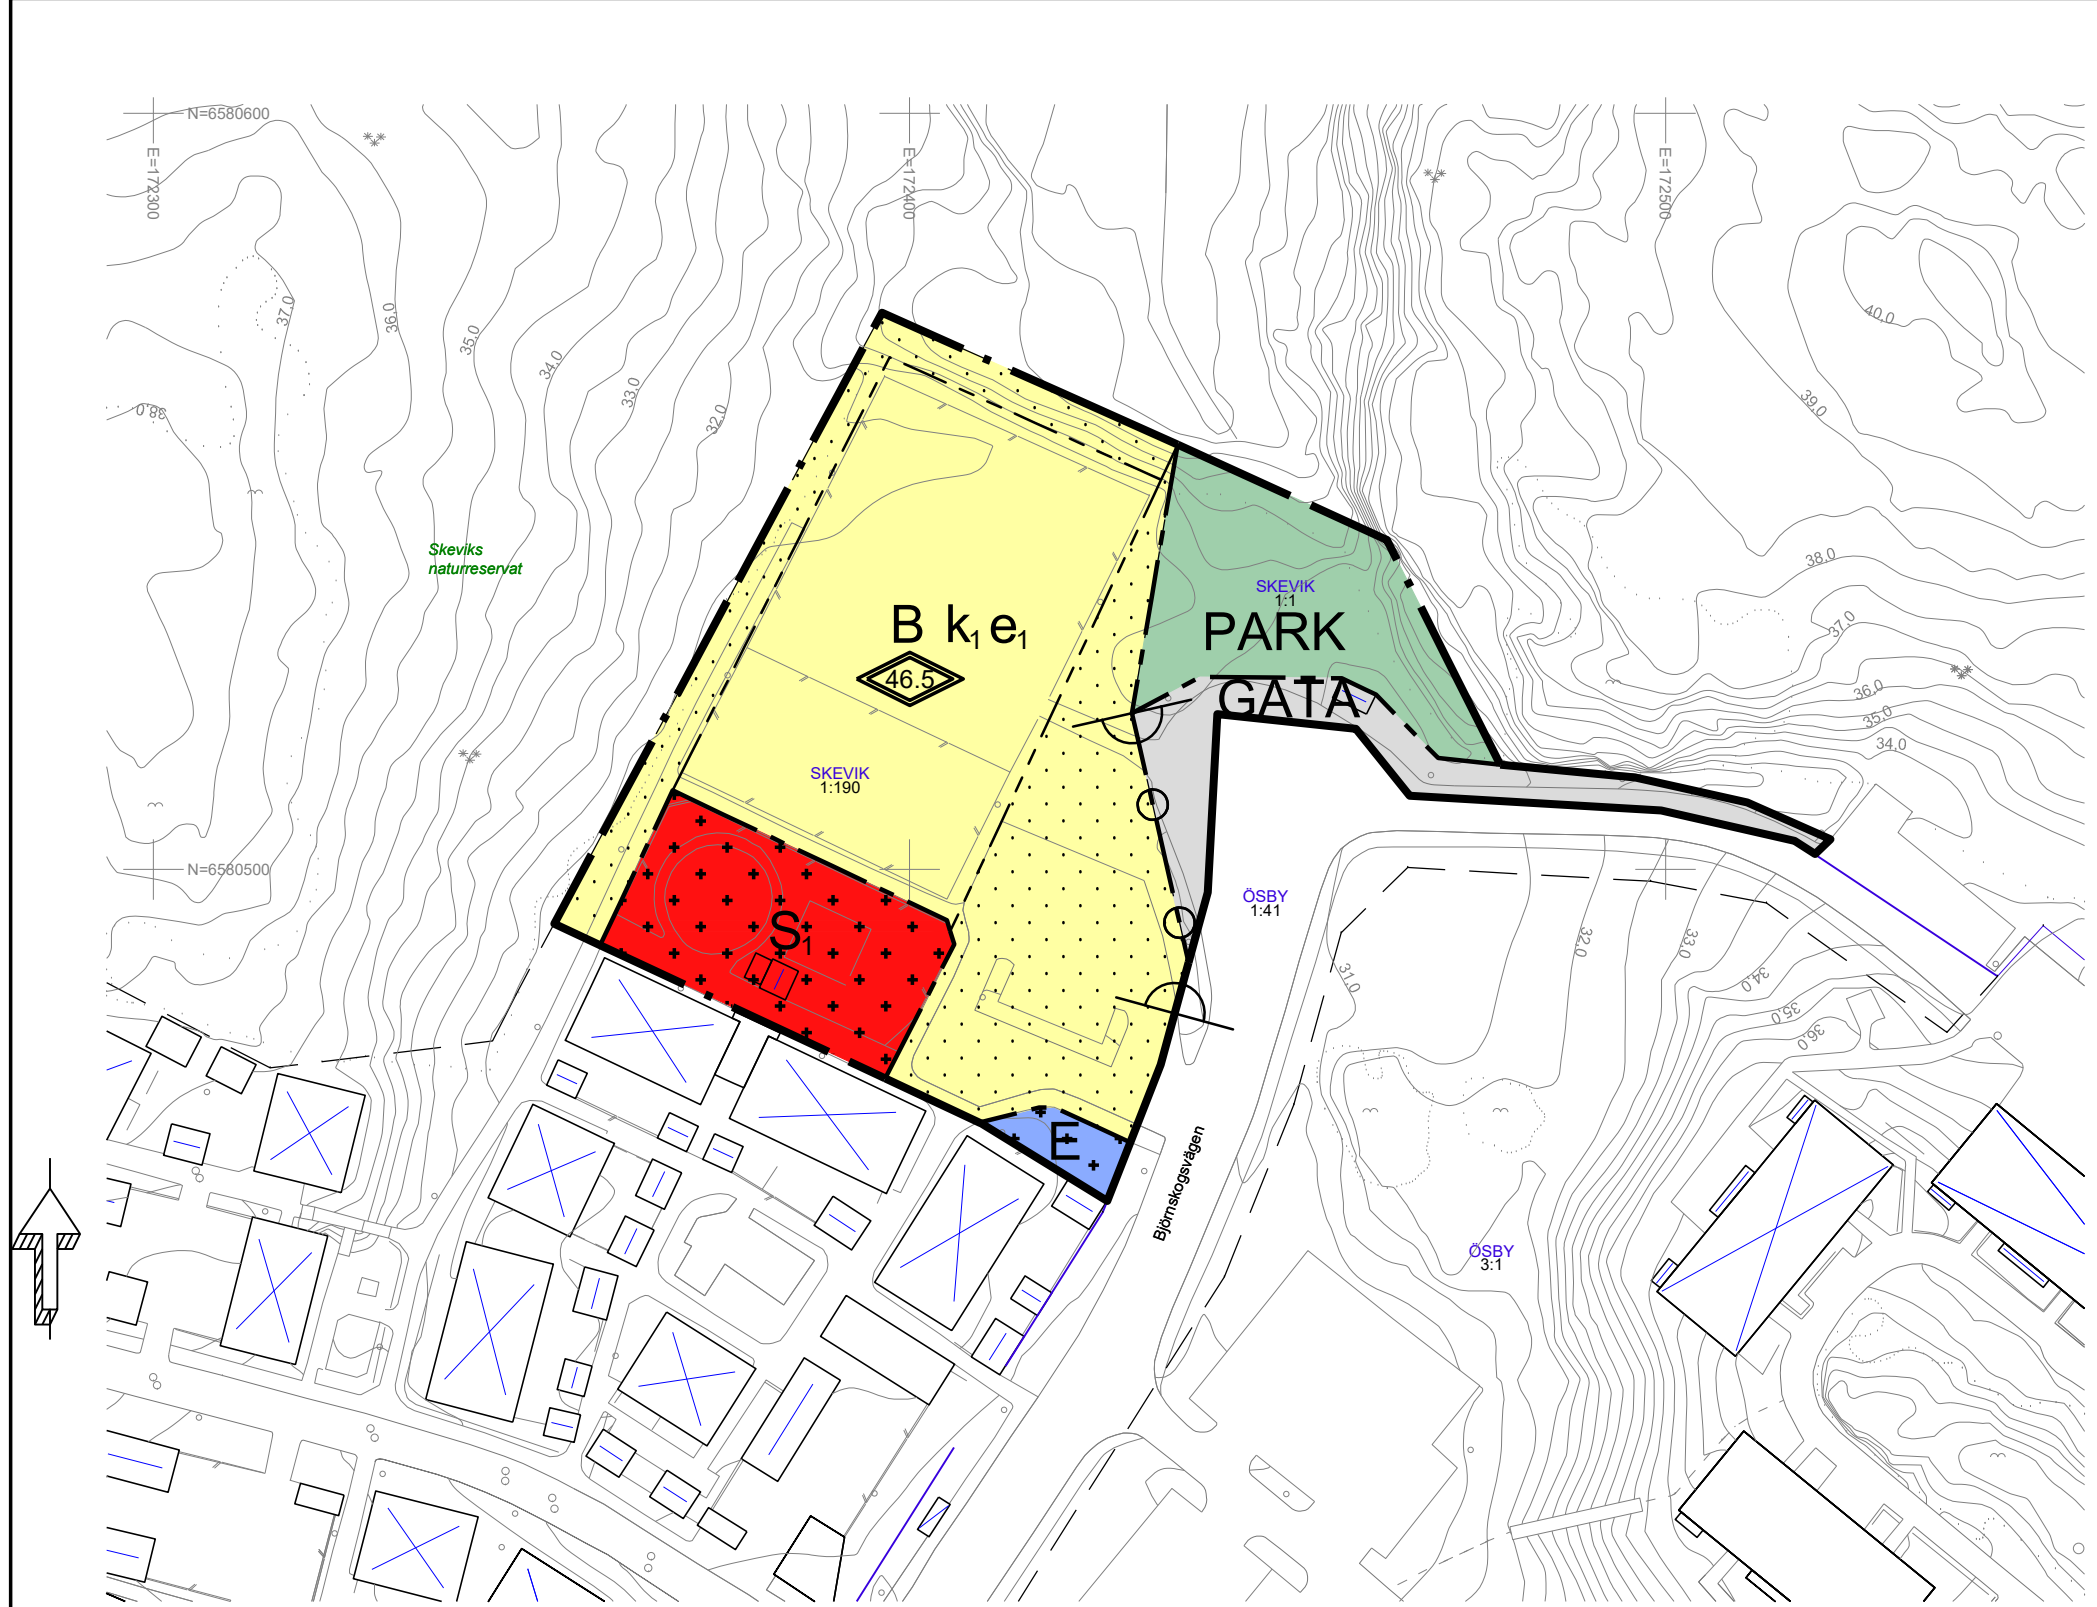 N=6580600
E=172300
E=172400
E=172500
37,0
36,0
35,0
34,0
33,0
32,0
38,0
40,0
39,0
38,0
37,0
36,0
35,0
34,0
Skeviks
naturreservat
SKEVIK
1:1
PARK
GATA
B k1 e1
46.5
SKEVIK
1:190
N=6580500
S1
E
ÖSBY
1:41
31,0
32,0
33,0
34,0
35,0
36,0
Björnskogsvägen
ÖSBY
3:1